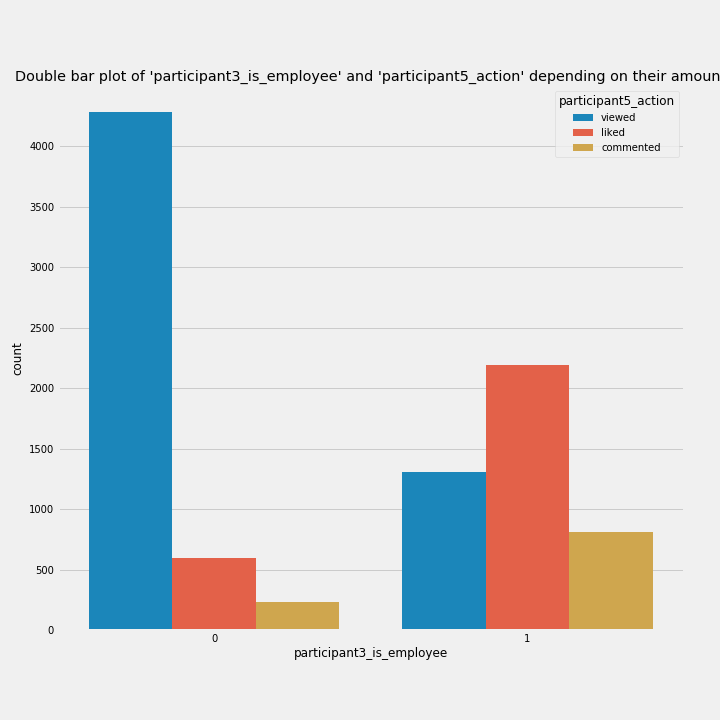 Double bar plot of 'participant3_is_employee' and 'participant5_action' depending on their amoun
participant5_action
viewed
liked
commented
4000
3500
3000
2500
2000
1500
1000
500
0
count
0 1
participant3_is_employee